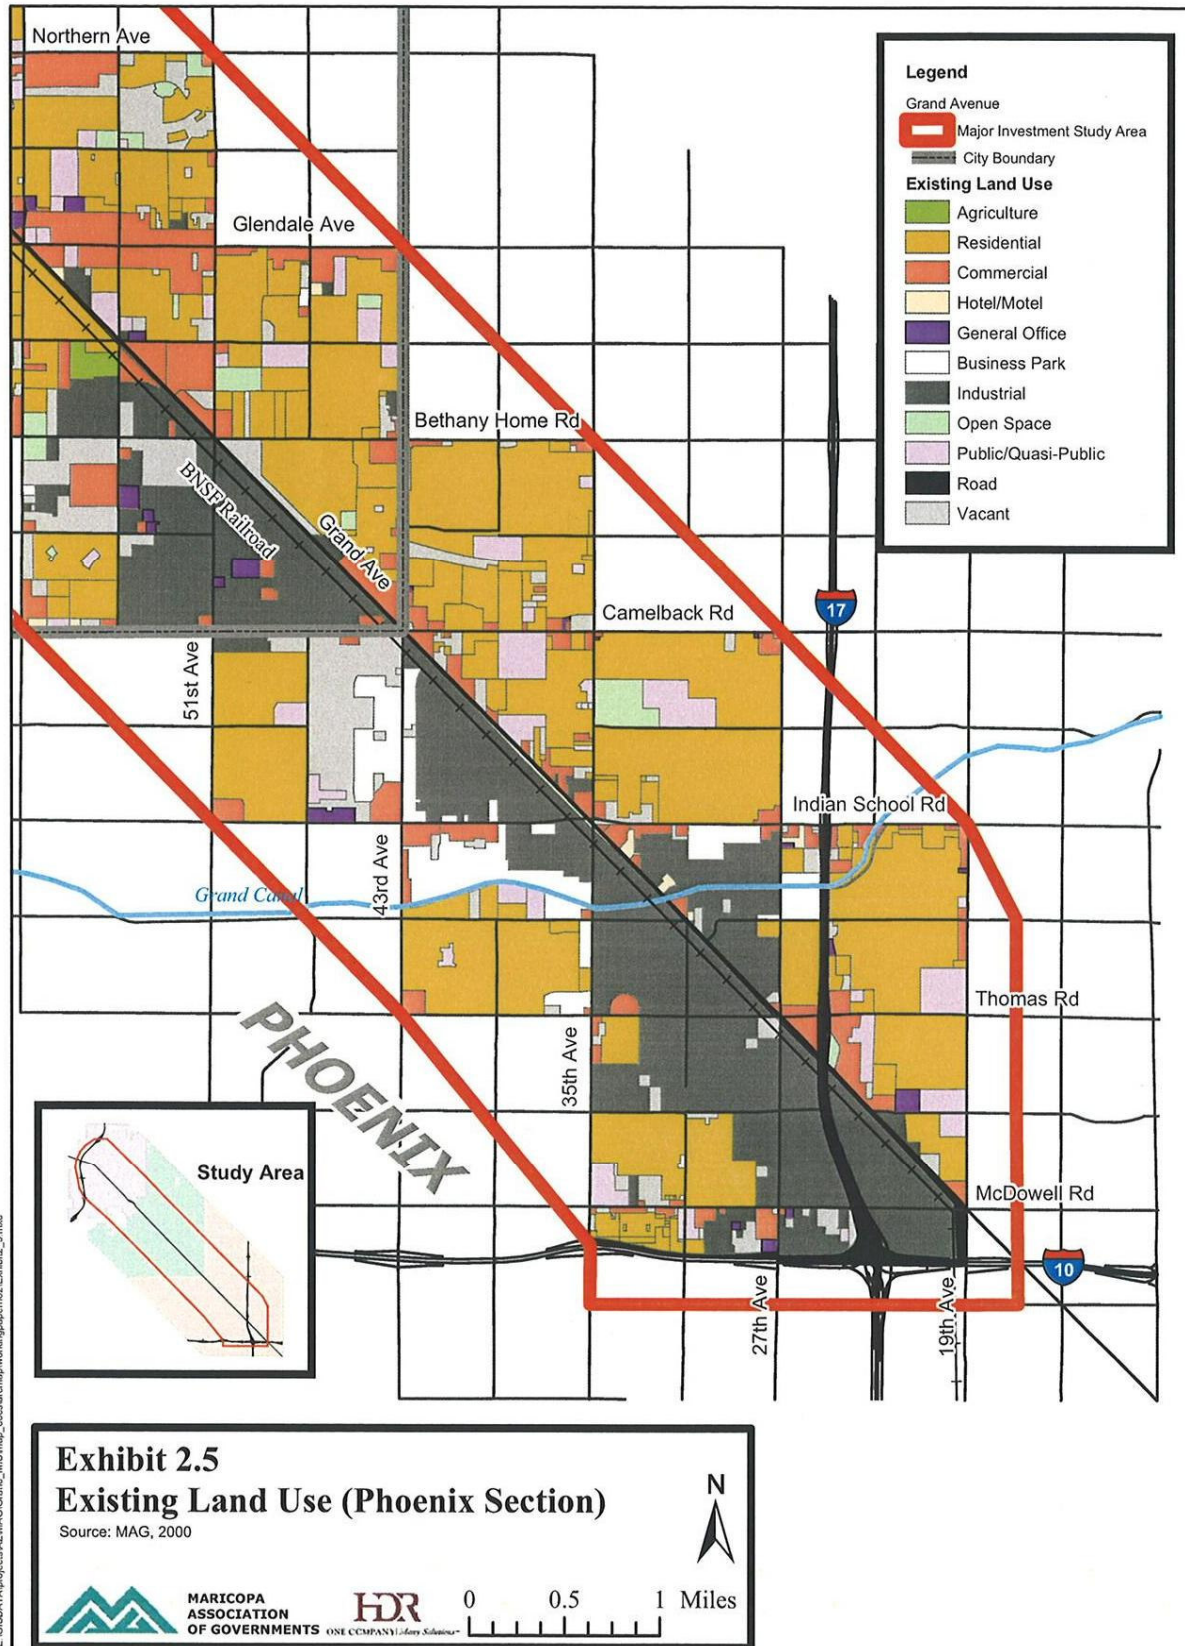 Northern Ave
Legend
Grand Avenue
Major Investment Study Area
City Boundary
Existing Land Use
Agriculture
Residential
Commercial
Hotel/Motel
General Office
Business Park
Industrial
Open Space
Public/Quasi-Public
Road
Vacant
Glendale Ave
Bethany Home Rd
BNSF Railroad
Grand Ave
Camelback Rd
17
51st Ave
Indian School Rd
43rd Ave
Grand Canal
Thomas Rd
35th Ave
PHOENIX
Study Area
McDowell Rd
10
27th Ave
19th Ave
Exhibit 2.5
Existing Land Use (Phoenix Section)
Source: MAG, 2000
N
MARICOPA
ASSOCIATION
OF GOVERNMENTS
HDR
ONE COMPANY | Many Solutions
0 0.5 1 Miles